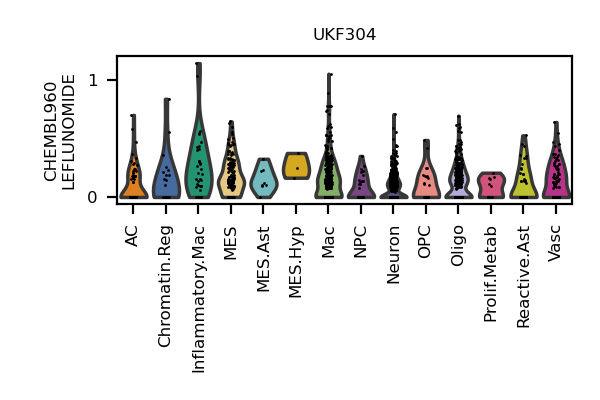 UKF304
CHEMBL960
LEFLUNOMIDE
1
0
AC
Chromatin.Reg
Inflammatory.Mac
MES
MES.Ast
MES.Hyp
Mac
NPC
Neuron
OPC
Oligo
Prolif.Metab
Reactive.Ast
Vasc